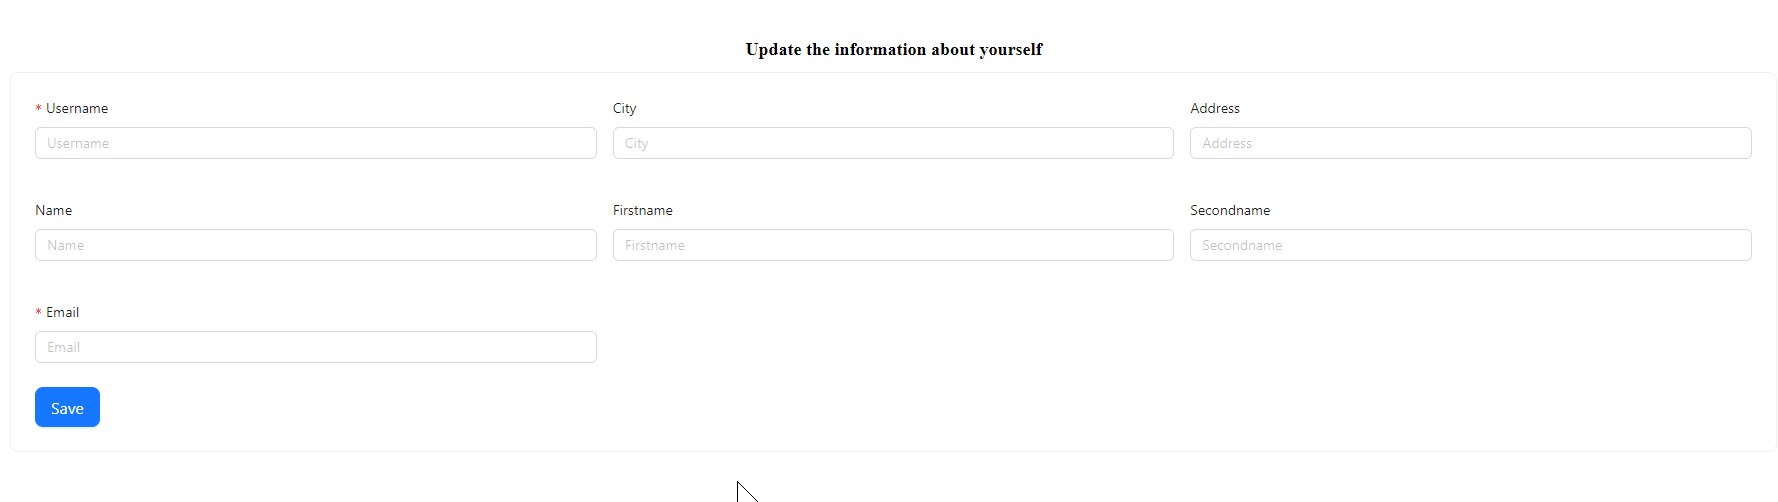 Update the information about yourself
* Username City Address
Username City Address
Name Firstname Secondname
Name Firstname Secondname
* Email
Email
Save